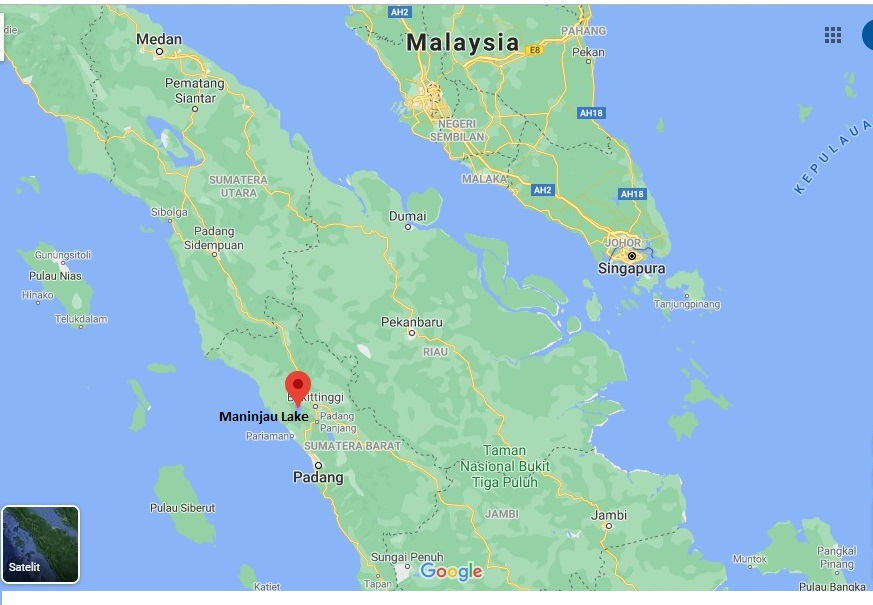 die
AH2
Medan
Malaysia
PAHANG
E8
Pekan
Pematang
Siantar
AH18
NEGERI
SEMBILAN
KEPULAUA
SUMATERA
UTARA
MALAKA
AH2
AH18
Sibolga
Dumai
Padang
Sidempuan
JOHOR
Gunungsitoli
Singapura
Pulau Nias
Hinako
Tanjungpinang
Telukdalam
Pekanbaru
RIAU
Bukittinggi
Maninjau Lake
Padang
Panjang
Pariaman
SUMATERA BARAT
Taman
Nasional Bukit
Tiga Puluh
Padang
Pulau Siberut
JAMBI
Jambi
Satelit
Sungai Penuh
Google
Muntok
Pangkal
Pinang
Tapan
Katiet
Pulau Bangka